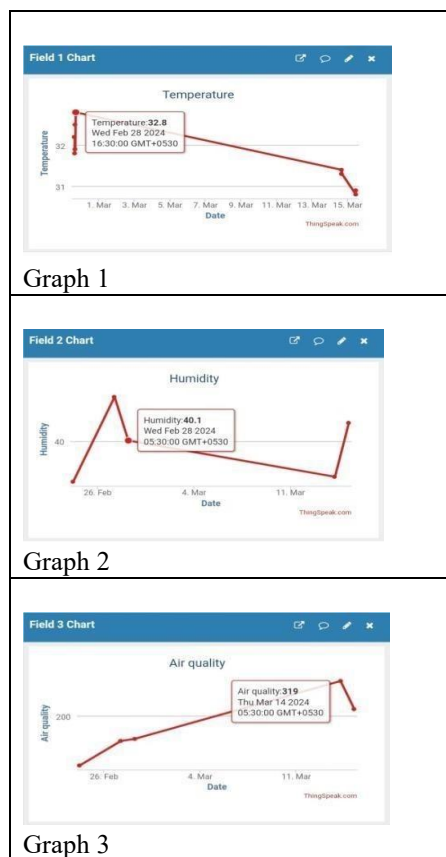 Field 1 Chart
Temperature
Temperature:32.8
Wed Feb 28 2024
16:30:00 GMT+0530
Temperature
32
31
1. Mar 3. Mar 5. Mar 7. Mar 9. Mar 11. Mar 13. Mar 15. Mar
Date
ThingSpeak.com
Graph 1
Field 2 Chart
Humidity
Humidity:40.1
Wed Feb 28 2024
05:30:00 GMT+0530
Humidity
40
26. Feb 4. Mar 11. Mar
Date
ThingSpeak.com
Graph 2
Field 3 Chart
Air quality
Air quality:319
Thu Mar 14 2024
05:30:00 GMT+0530
Air quality
200
26. Feb 4. Mar 11. Mar
Date
ThingSpeak.com
Graph 3